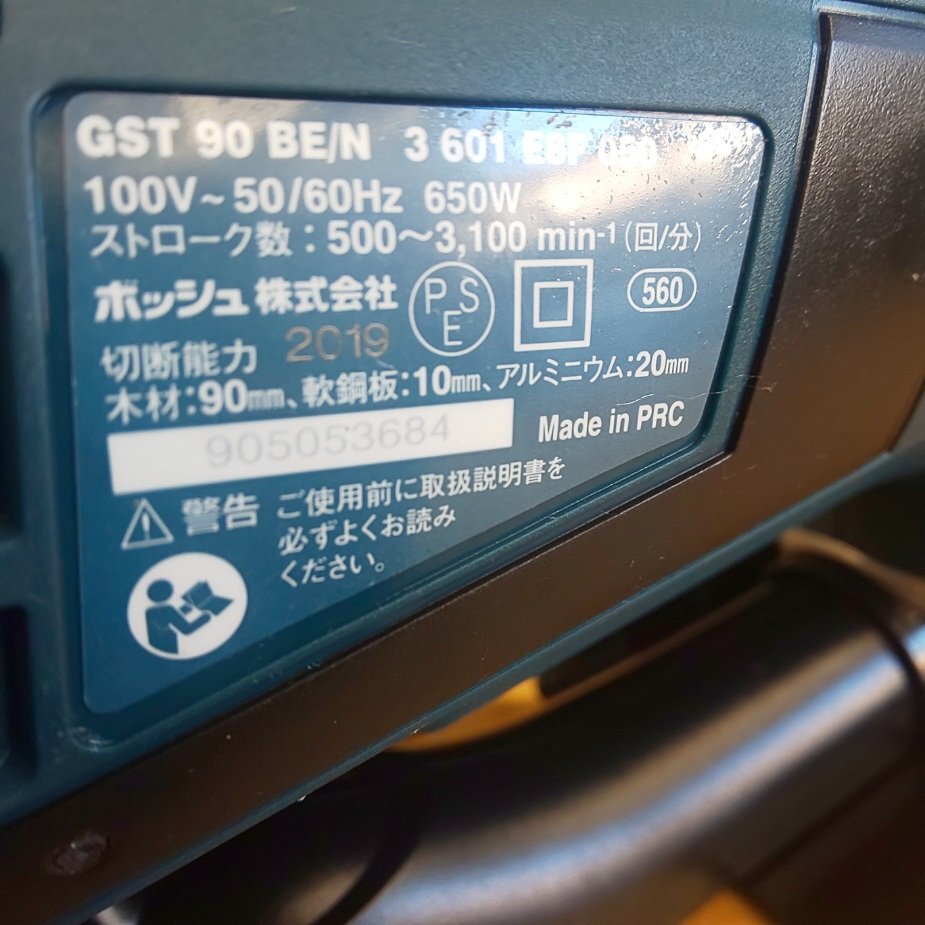 GST 90 BE/N 3 601
100V~50/60Hz 650W
ストローク数：500～3,100 min-1 (回/分)
ボッシュ株式会社
PSE
560
切断能力 2019
木材：90mm、軟鋼板：10mm、アルミニウム：20mm
905053684
Made in PRC
警告 ご使用前に取扱説明書を
必ずよくお読み
ください。